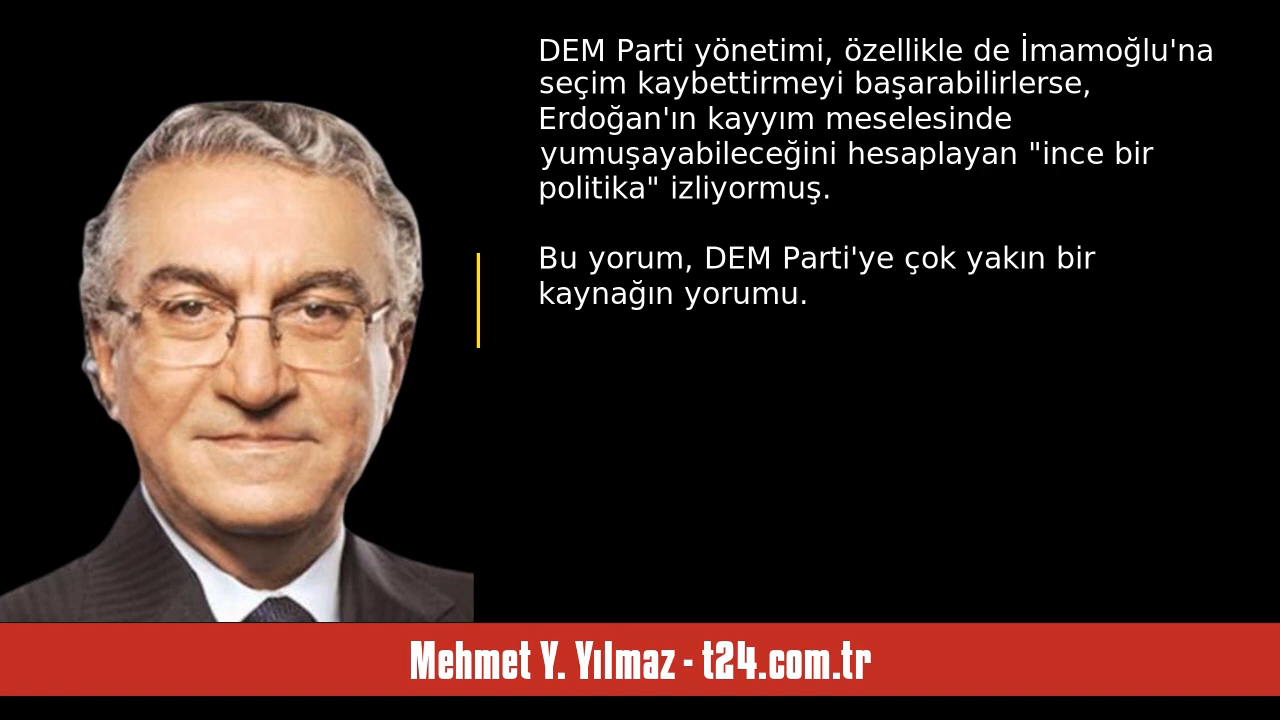 DEM Parti yönetimi, özellikle de İmamoğlu'na
seçim kaybettirmeyi başarabilirlerse,
Erdoğan'ın kayyım meselesinde
yumuşayabileceğini hesaplayan "ince bir
politika" izliyormuş.
Bu yorum, DEM Parti'ye çok yakın bir
kaynağın yorumu.
Mehmet Y. Yılmaz - t24.com.tr